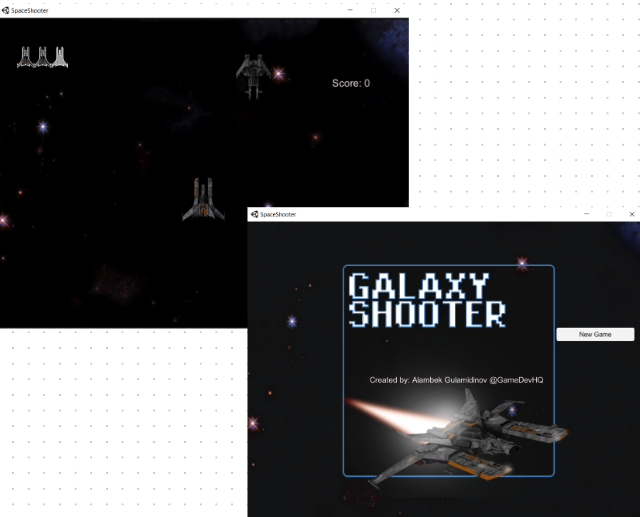 SpaceShooter
Score: 0
SpaceShooter
GALAXY
SHOOTER
New Game
Created by: Alambek Gulamidinov @GameDevHQ